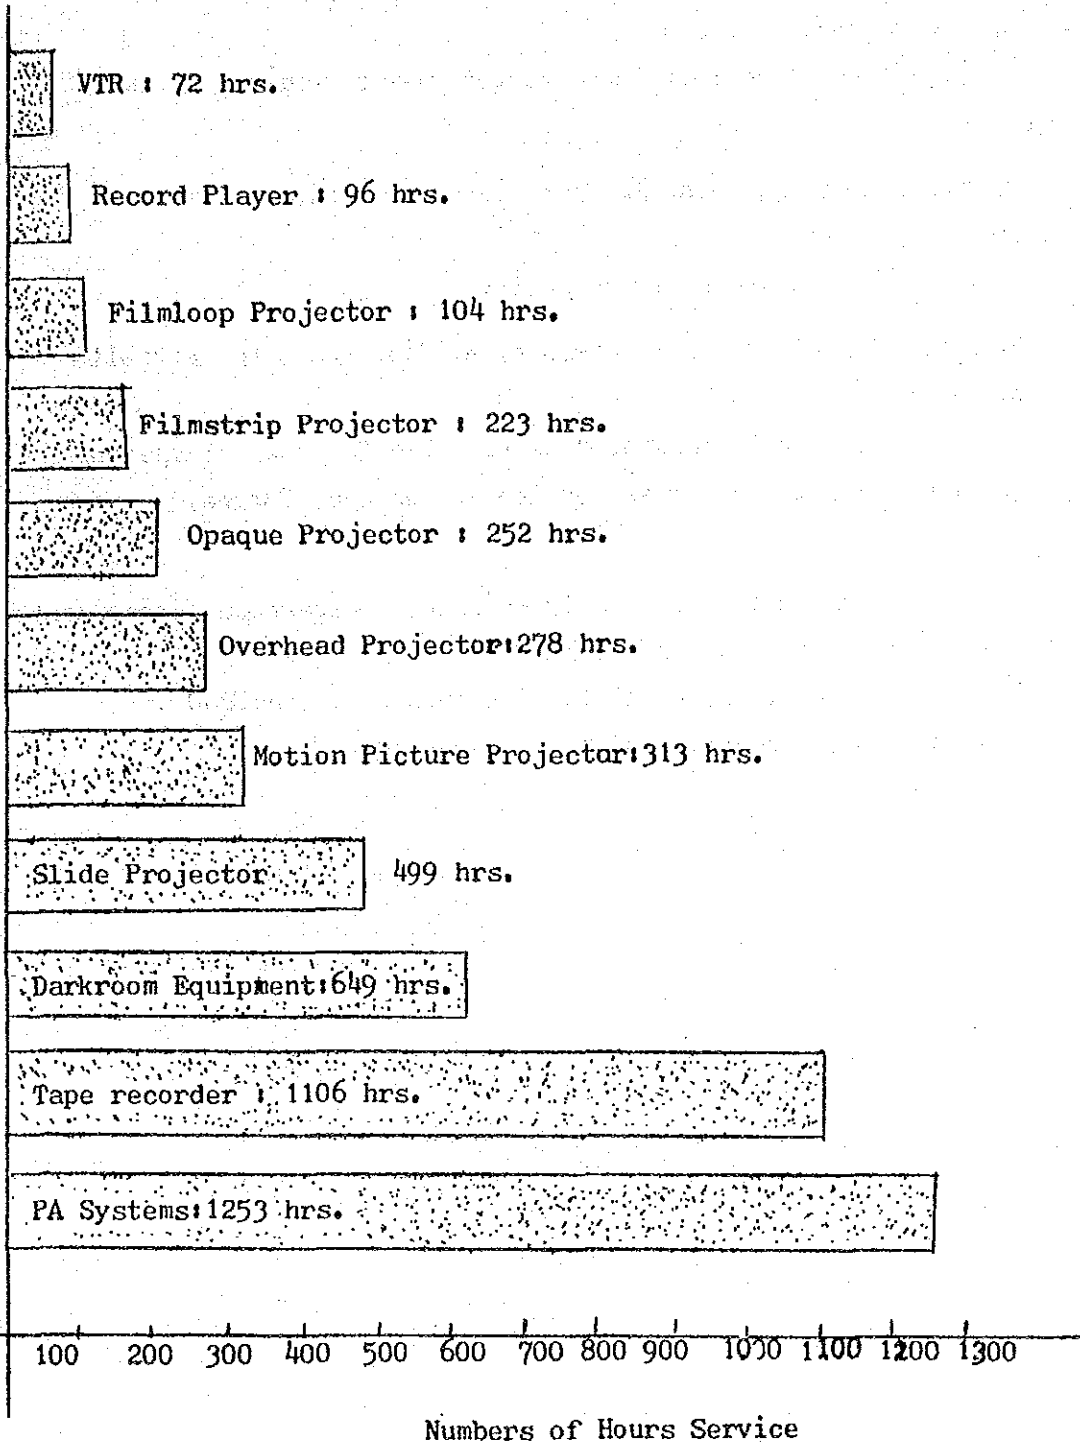 VTR : 72 hrs.
Record Player : 96 hrs.
Filmloop Projector : 104 hrs.
Filmstrip Projector : 223 hrs.
Opaque Projector : 252 hrs.
Overhead Projector:278 hrs.
Motion Picture Projector:313 hrs.
Slide Projector 499 hrs.
Darkroom Equipment:649 hrs.
Tape recorder : 1106 hrs.
PA Systems:1253 hrs.
100 200 300 400 500 600 700 800 900 1000 1100 1200 1300
Numbers of Hours Service